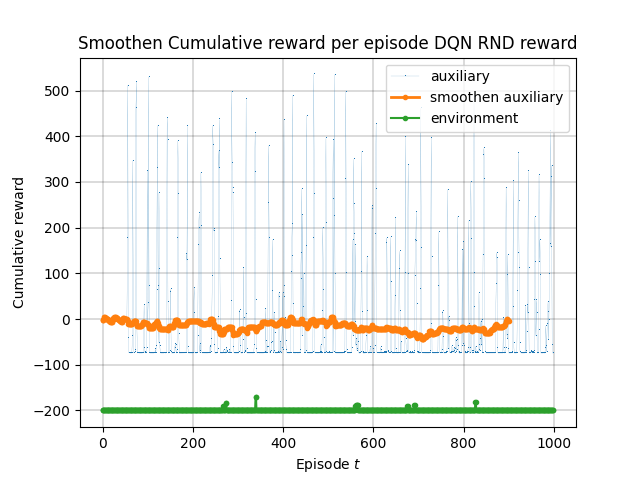 Smoothen Cumulative reward per episode DQN RND reward
auxiliary
smoothen auxiliary
environment
Cumulative reward
500
400
300
200
100
0
−100
−200
0 200 400 600 800 1000
Episode t